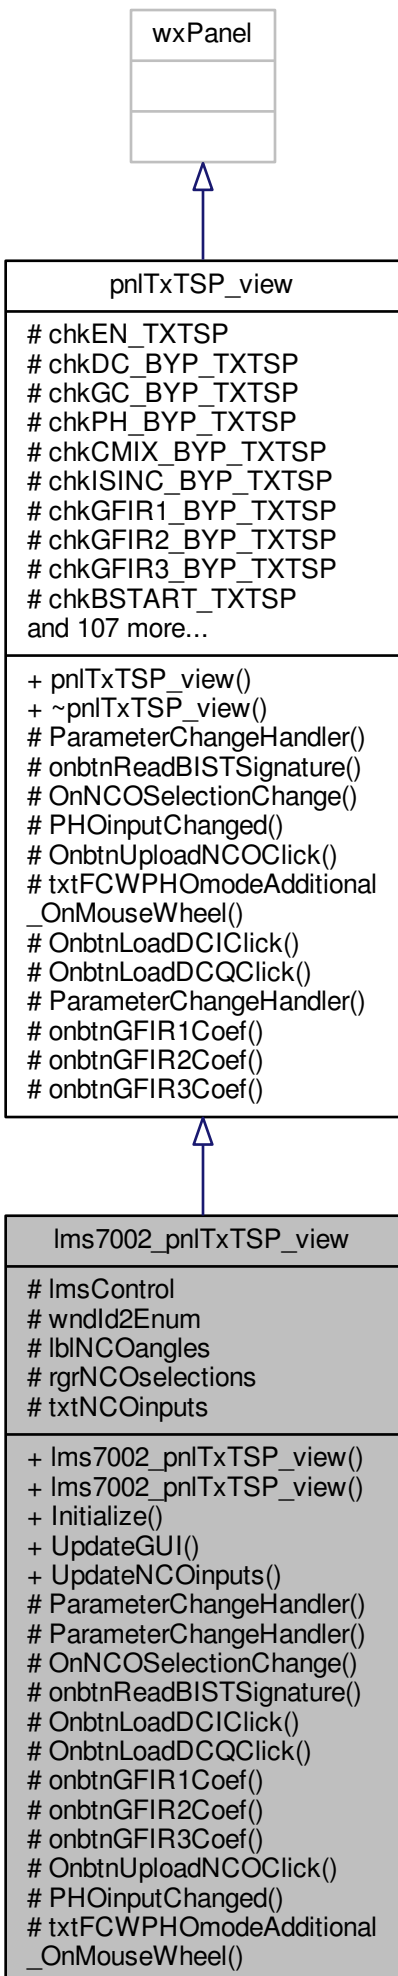 wxPanel
pnlTxTSP_view
# chkEN_TXTSP
# chkDC_BYP_TXTSP
# chkGC_BYP_TXTSP
# chkPH_BYP_TXTSP
# chkCMIX_BYP_TXTSP
# chkISINC_BYP_TXTSP
# chkGFIR1_BYP_TXTSP
# chkGFIR2_BYP_TXTSP
# chkGFIR3_BYP_TXTSP
# chkBSTART_TXTSP
and 107 more...
+ pnlTxTSP_view()
+ ~pnlTxTSP_view()
# ParameterChangeHandler()
# onbtnReadBISTSignature()
# OnNCOSelectionChange()
# PHOinputChanged()
# OnbtnUploadNCOClick()
# txtFCWPHOmodeAdditional
_OnMouseWheel()
# OnbtnLoadDCIClick()
# OnbtnLoadDCQClick()
# ParameterChangeHandler()
# onbtnGFIR1Coef()
# onbtnGFIR2Coef()
# onbtnGFIR3Coef()
lms7002_pnlTxTSP_view
# lmsControl
# wndId2Enum
# lblNCOangles
# rgrNCOselections
# txtNCOinputs
+ lms7002_pnlTxTSP_view()
+ lms7002_pnlTxTSP_view()
+ Initialize()
+ UpdateGUI()
+ UpdateNCOinputs()
# ParameterChangeHandler()
# ParameterChangeHandler()
# OnNCOSelectionChange()
# onbtnReadBISTSignature()
# OnbtnLoadDCIClick()
# OnbtnLoadDCQClick()
# onbtnGFIR1Coef()
# onbtnGFIR2Coef()
# onbtnGFIR3Coef()
# OnbtnUploadNCOClick()
# PHOinputChanged()
# txtFCWPHOmodeAdditional
_OnMouseWheel()